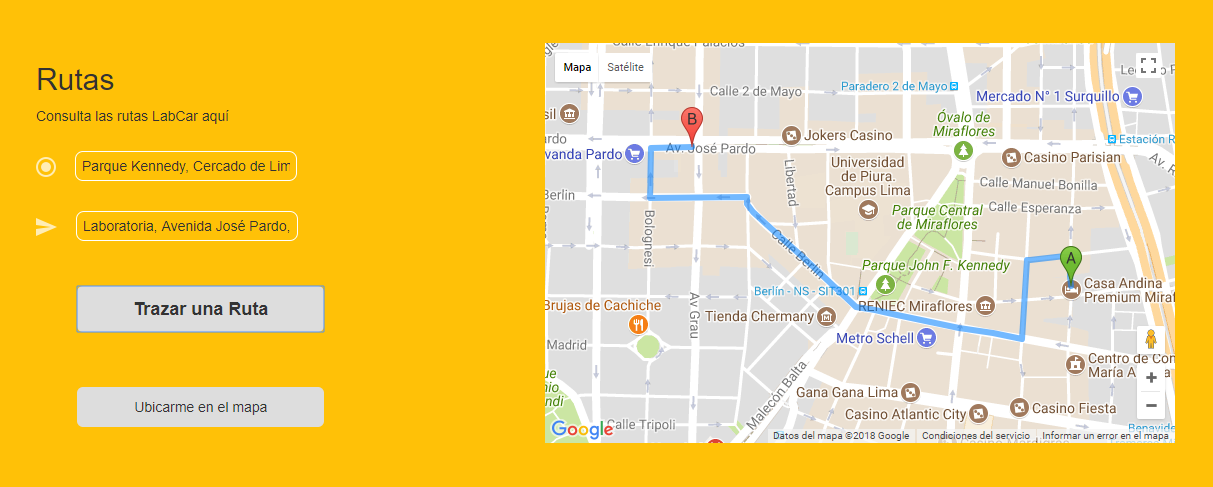 Rutas
Consulta las rutas LabCar aquí
Parque Kennedy, Cercado de Lim
Laboratoria, Avenida José Pardo,
Trazar una Ruta
Ubicarme en el mapa
Mapa
Satélite
Calle Enrique Palacios
Calle 2 de Mayo
Paradero 2 de Mayo
Mercado N° 1 Surquillo
B
Jokers Casino
Óvalo de
Miraflores
Estación R
vanda Pardo
Av. José Pardo
Casino Parisian
Universidad
de Piura.
Campus Lima
Libertad
Calle Manuel Bonilla
Berlin
Calle Esperanza
Bolognesi
Parque Central
de Miraflores
Calle Berlin
Parque John F. Kennedy
A
Casa Andina
Premium Miraf
Berlín - NS - SIT301
Av Grau
Brujas de Cachiche
RENIEC Miraflores
Tienda Chermany
Metro Schell
Madrid
Centro de Con
María A
Malecón Balta
Gana Gana Lima
Casino Atlantic City
Casino Fiesta
Calle Tripoli
Benavide
Google
Datos del mapa ©2018 Google
Condiciones del servicio
Informar un error en el mapa